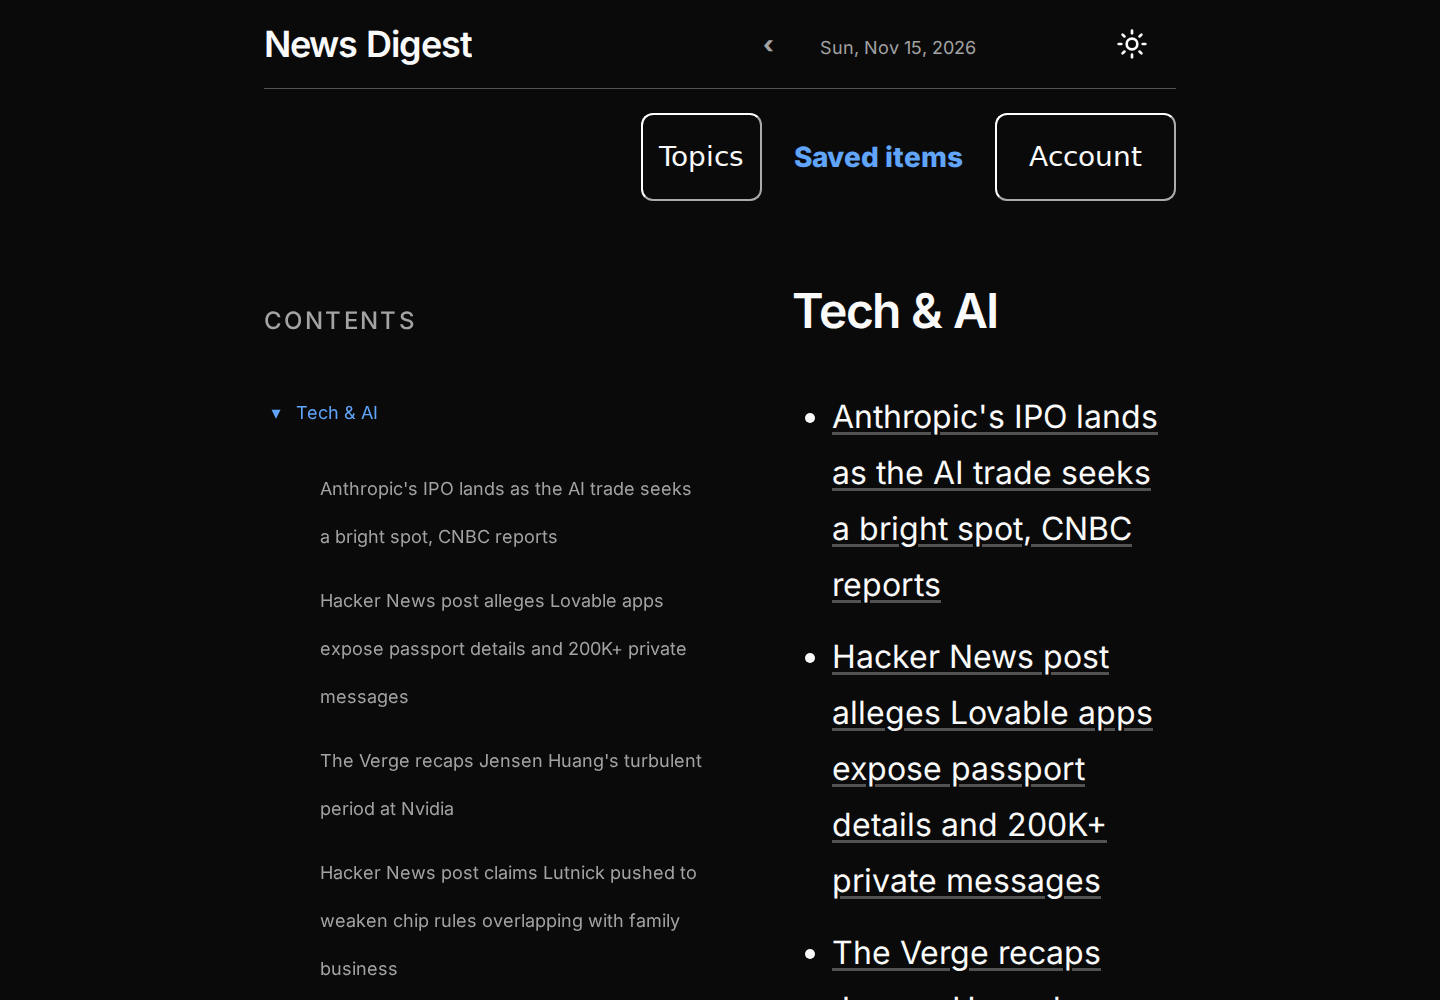 News Digest
‹ Sun, Nov 15, 2026
Topics
Saved items
Account
CONTENTS
▼ Tech & AI
Anthropic's IPO lands as the AI trade seeks
a bright spot, CNBC reports
Hacker News post alleges Lovable apps
expose passport details and 200K+ private
messages
The Verge recaps Jensen Huang's turbulent
period at Nvidia
Hacker News post claims Lutnick pushed to
weaken chip rules overlapping with family
business
Tech & AI
• Anthropic's IPO lands
as the AI trade seeks
a bright spot, CNBC
reports
• Hacker News post
alleges Lovable apps
expose passport
details and 200K+
private messages
• The Verge recaps